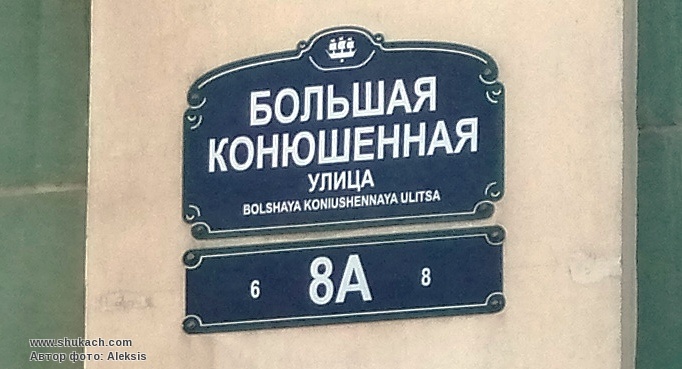 БОЛЬШАЯ
КОНЮШЕННАЯ
УЛИЦА
BOLSHAYA KONIUSHENNAYA ULITSA
6 8А 8
www.shukach.com
Автор фото: Aleksis